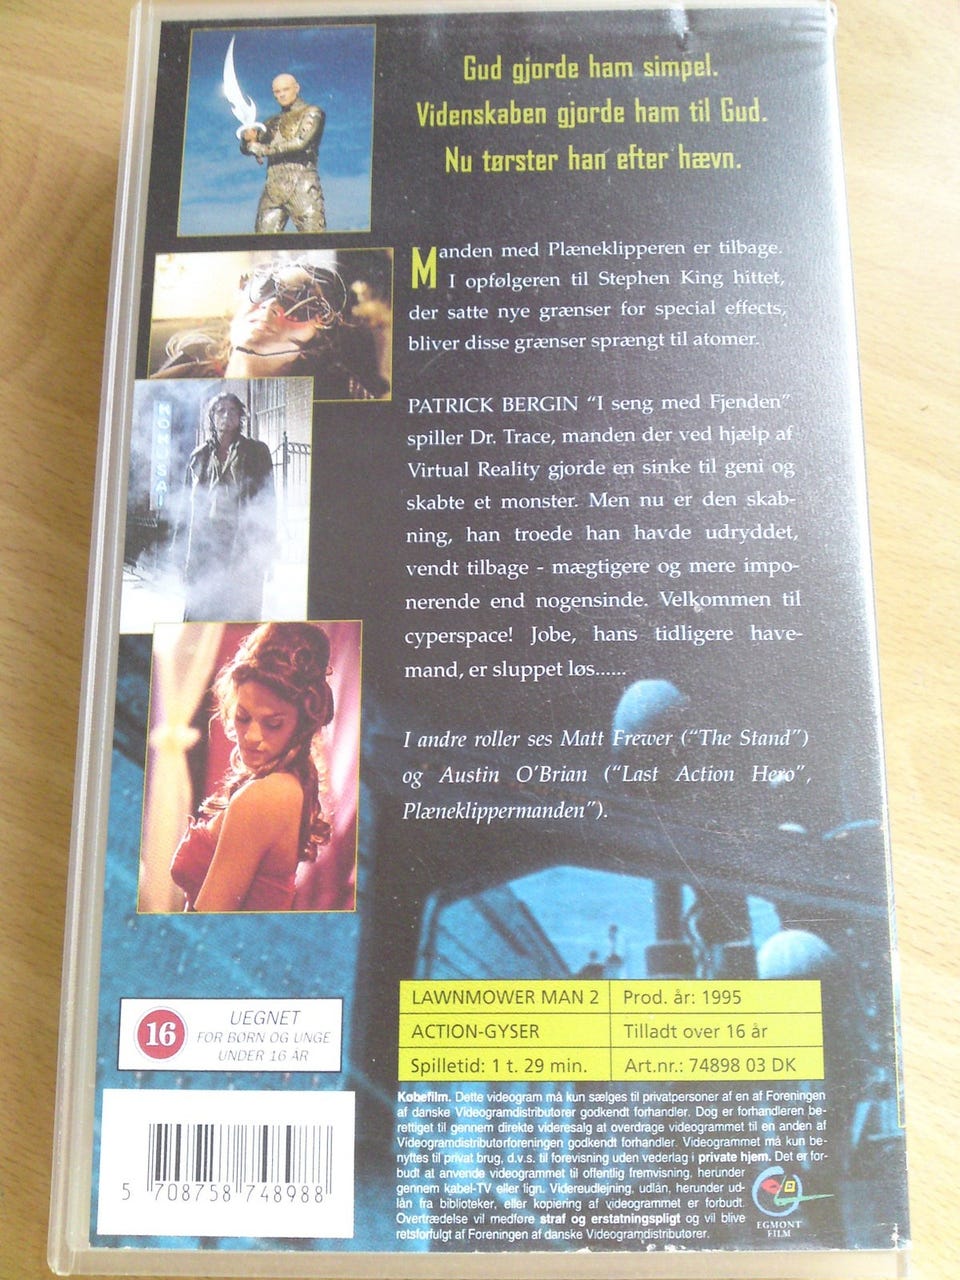 Gud gjorde ham simpel.
Videnskaben gjorde ham til Gud.
Nu tørster han efter hævn.
Manden med Plæneklipperen er tilbage.
I opfølgeren til Stephen King hittet,
der satte nye grænser for special effects,
bliver disse grænser sprængt til atomer.
PATRICK BERGIN “I seng med Fjenden”
spiller Dr. Trace, manden der ved hjælp af
Virtual Reality gjorde en sinke til geni og
skabte et monster. Men nu er den skab-
ning, han troede han havde udryddet,
vendt tilbage - mægtigere og mere impo-
nerende end nogensinde. Velkommen til
cyperspace! Jobe, hans tidligere have-
mand, er sluppet løs......
I andre roller ses Matt Frewer (“The Stand”)
og Austin O'Brian (“Last Action Hero”,
Plæneklippermanden”).
KOMUSAI
LAWNMOWER MAN 2 Prod. år: 1995
ACTION-GYSER Tilladt over 16 år
Spilletid: 1 t. 29 min. Art.nr.: 74898 03 DK
16
UEGNET
FOR BØRN OG UNGE
UNDER 16 ÅR
5 708758 748988
Købefilm. Dette videogram må kun sælges til privatpersoner af en af Foreningen
af danske Videogramdistributører godkendt forhandler. Dog er forhandleren be-
rettiget til gennem direkte videresalg at overdrage videogrammet til en anden af
Videogramdistributørforeningen godkendt forhandler. Videogrammet må kun be-
nyttes til privat brug, d.v.s. til forevisning uden vederlag i private hjem. Det er for-
budt at anvende videogrammet til offentlig fremvisning, herunder
gennem kabel-TV eller lign. Videreudlejning, udlån, herunder ud-
lån fra biblioteker, eller kopiering af videogrammet er forbudt.
Overtrædelse vil medføre straf og erstatningspligt og vil blive
retsforfulgt af Foreningen af danske Videogramdistributører.
EGMONT
FILM